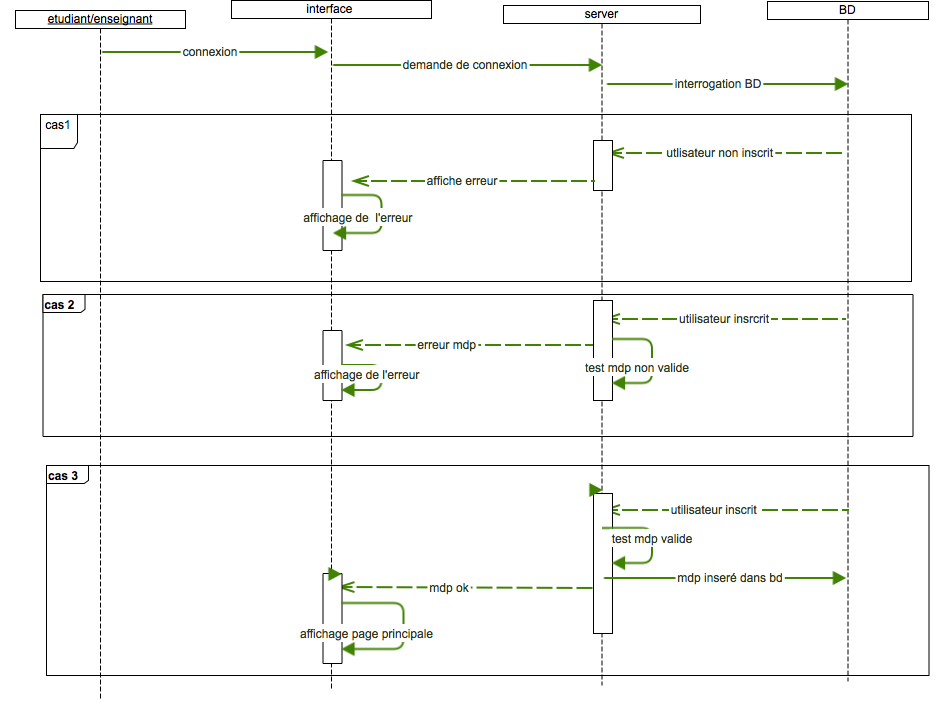 etudiant/enseignant
interface
server
BD
connexion
demande de connexion
interrogation BD
cas1
utlisateur non inscrit
affiche erreur
affichage de l'erreur
cas 2
utilisateur insrcrit
erreur mdp
test mdp non valide
affichage de l'erreur
cas 3
utilisateur inscrit
test mdp valide
mdp inseré dans bd
mdp ok
affichage page principale